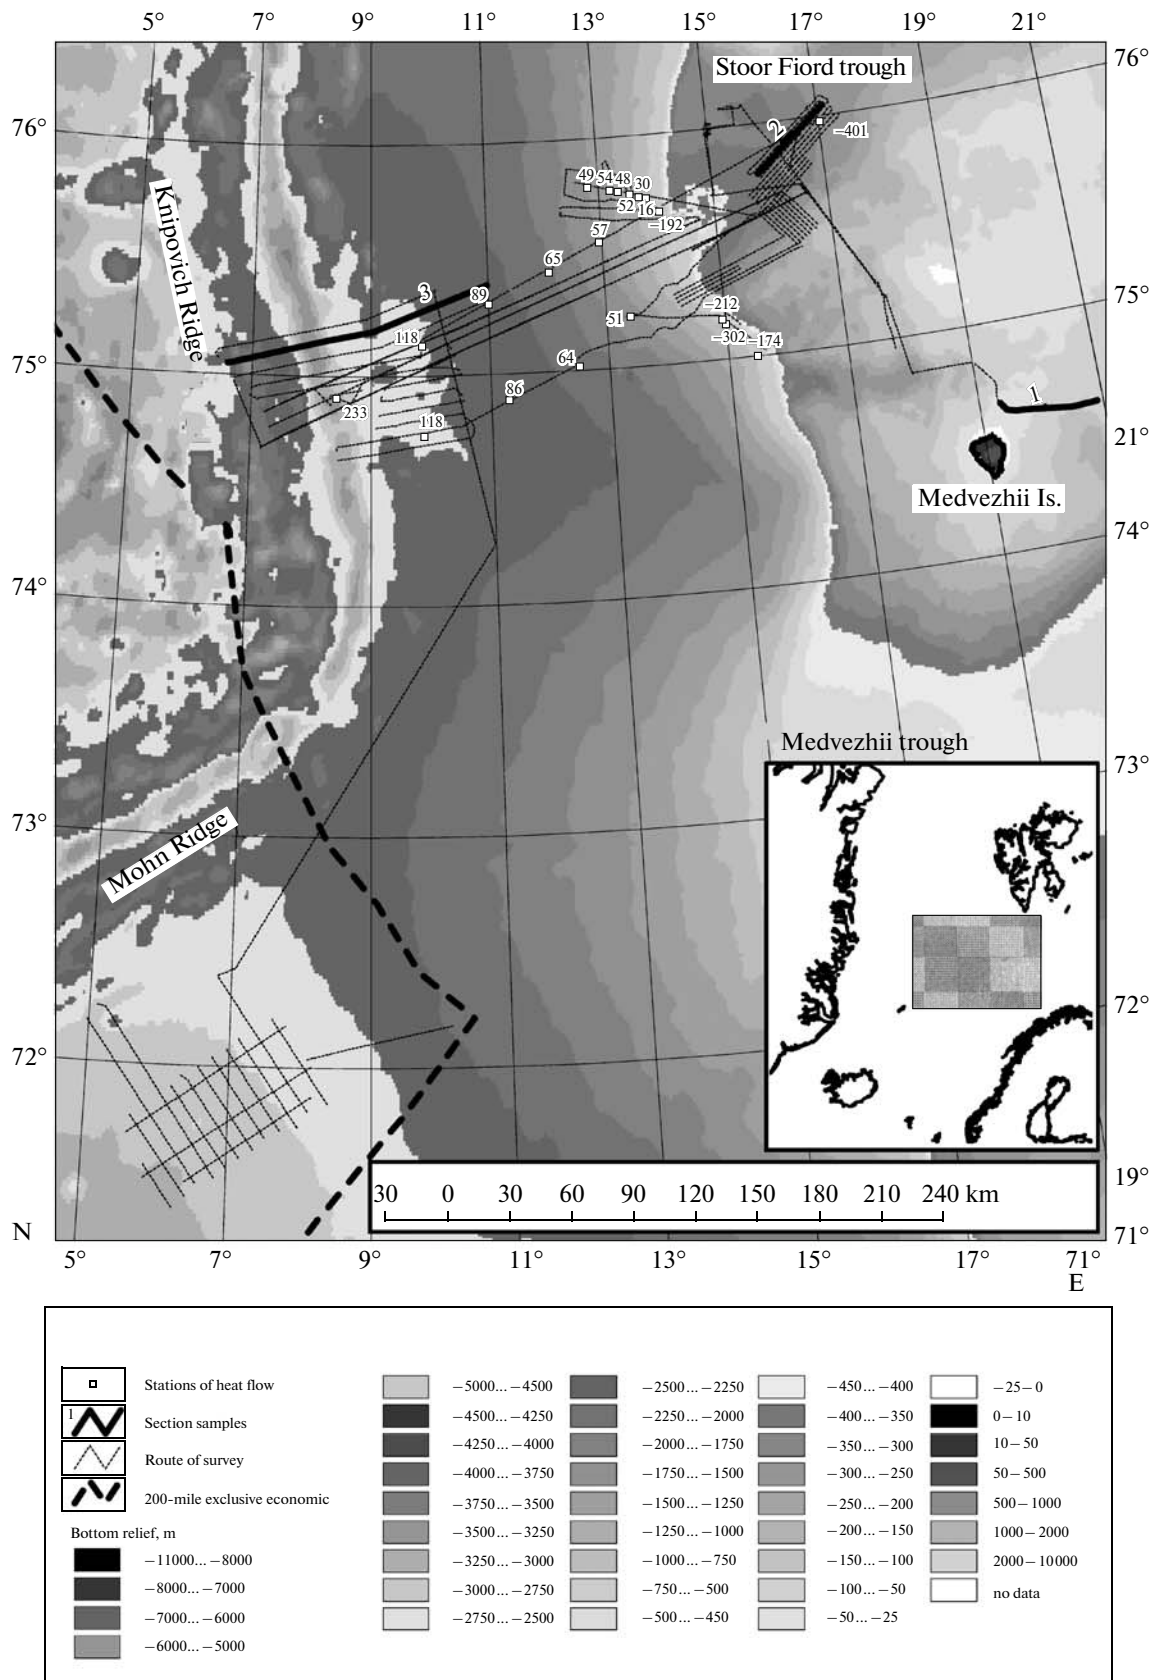 5° 7° 9° 11° 13° 15° 17° 19° 21°
Stoor Fiord trough
76°
76°
2
−401
49 54 48 30
52 16
−192
Knipovich Ridge
57
65
75°
3
89
−212
51
118
−302
−174
75°
64
86
1
233
118
21°
Medvezhii Is.
74°
74°
Medvezhii trough
73°
73°
Mohn Ridge
72°
72°
19°
30 0 30 60 90 120 150 180 210 240 km
N
71°
5° 7° 9° 11° 13° 15° 17° 71°
E
Stations of heat flow
1
Section samples
Route of survey
200-mile exclusive economic
Bottom relief, m
−11000... −8000
−8000... −7000
−7000... −6000
−6000... −5000
−5000 ... −4500
−4500 ... −4250
−4250 ... −4000
−4000 ... −3750
−3750 ... −3500
−3500 ... −3250
−3250 ... −3000
−3000 ... −2750
−2750 ... −2500
−2500 ... −2250
−2250 ... −2000
−2000 ... −1750
−1750 ... −1500
−1500 ... −1250
−1250 ... −1000
−1000 ... −750
−750 ... −500
−500 ... −450
−450 ... −400
−400 ... −350
−350 ... −300
−300 ... −250
−250 ... −200
−200 ... −150
−150 ... −100
−100 ... −50
−50 ... −25
−25−0
0−10
10−50
50−500
500−1000
1000−2000
2000−10000
no data